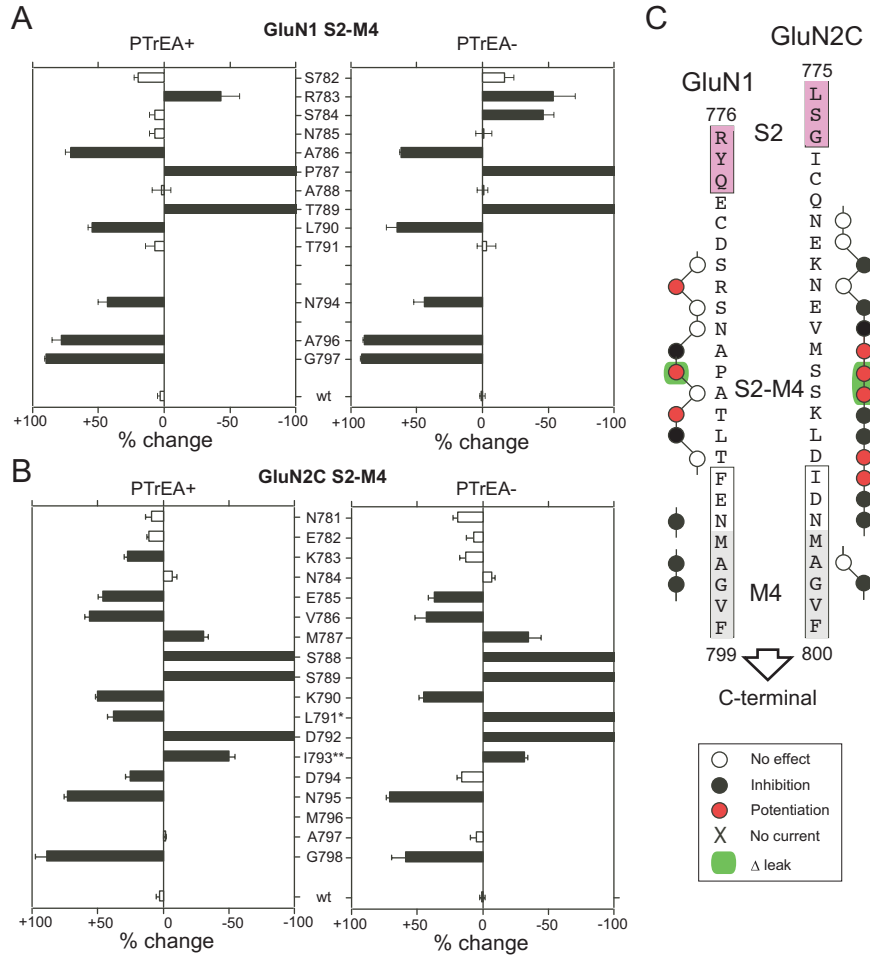 A
GluN1 S2-M4
PTrEA+
PTrEA-
S782
R783
S784
N785
A786
P787
A788
T789
L790
T791
N794
A796
G797
wt
+100 +50 0 -50 -100
+100 +50 0 -50 -100
% change
% change
B
GluN2C S2-M4
PTrEA+
PTrEA-
N781
E782
K783
N784
E785
V786
M787
S788
S789
K790
L791*
D792
I793**
D794
N795
M796
A797
G798
wt
+100 +50 0 -50 -100
+100 +50 0 -50 -100
% change
% change
C
GluN2C
GluN1
775
776
S2
S2-M4
M4
R
Y
Q
E
C
D
S
R
S
N
A
P
A
T
L
T
F
E
N
M
A
G
V
F
799
L
S
G
I
C
Q
N
E
K
N
E
V
M
S
S
K
L
D
I
D
N
M
A
G
V
F
800
C-terminal
No effect
Inhibition
Potentiation
X No current
Δ leak